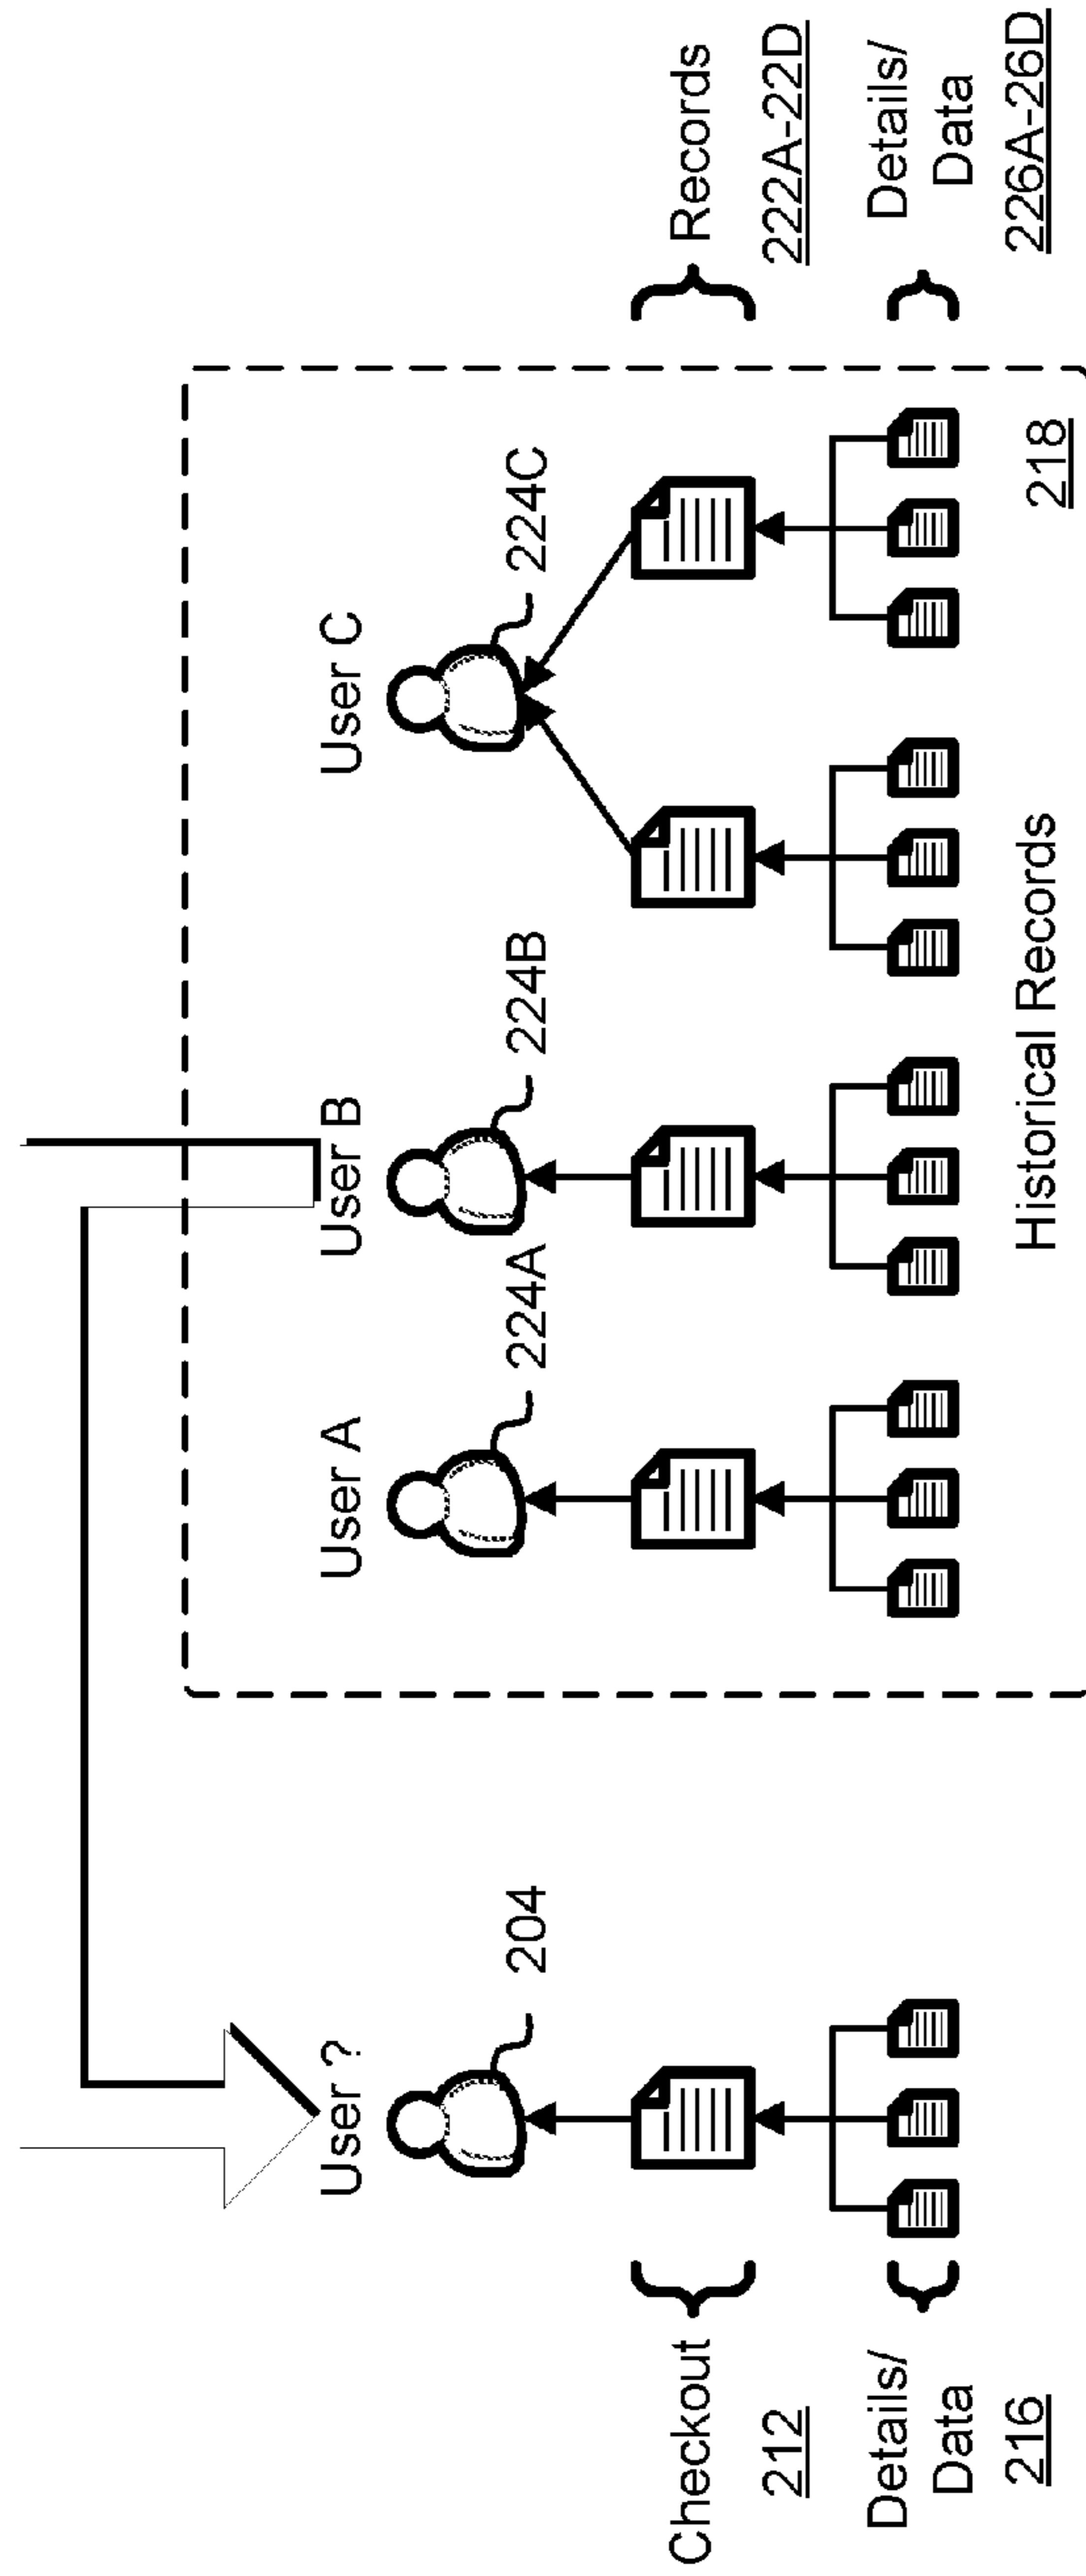 User ?
204
Checkout
212
Details/
Data
216
User A
224A
User B
224B
User C
224C
Historical Records
218
Records
222A-22D
Details/
Data
226A-26D